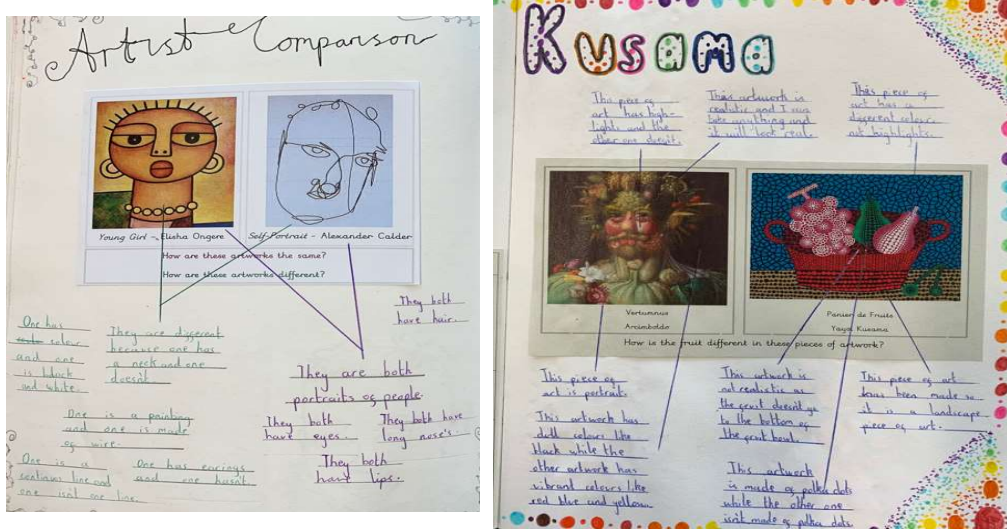 Artist Comparison
Young Girl - Elisha Ongere
Self-Portrait - Alexander Calder
How are these artworks the same?
How are these artworks different?
They both
have hair.
One has
colour
and one
is black
and white.
They are different
because one has
a neck and one
doesn't.
They are both
portraits of people.
One is a painting
and one is made
of wire.
They both
have eyes.
They both have
long nose's
One is a
continues line and
one isn't one line.
One has earings
and one hasn't.
They both
have lips.
Kusama
This piece of
art has high-
lights and the
other one doesn't.
This artwork is
realistic and I can
take anything and
it will look real.
This piece of
art has a
different colour
not highlights.
Vertumnus
Arcimboldo
Panier de Fruits
Yayoi Kusama
How is the fruit different in these pieces of artwork?
This piece of
art is portrait.
This artwork has
dull colours like
black while the
other artwork has
vibrant colours like
red blue and yellow.
This artwork is
not realistic as
the fruit doesn't go
to the bottom of
the fruit bowl.
This artwork
is made of polka dots
while the other one
isn't made of polka dots
This piece of art
has been made so
it is a landscape
piece of art.